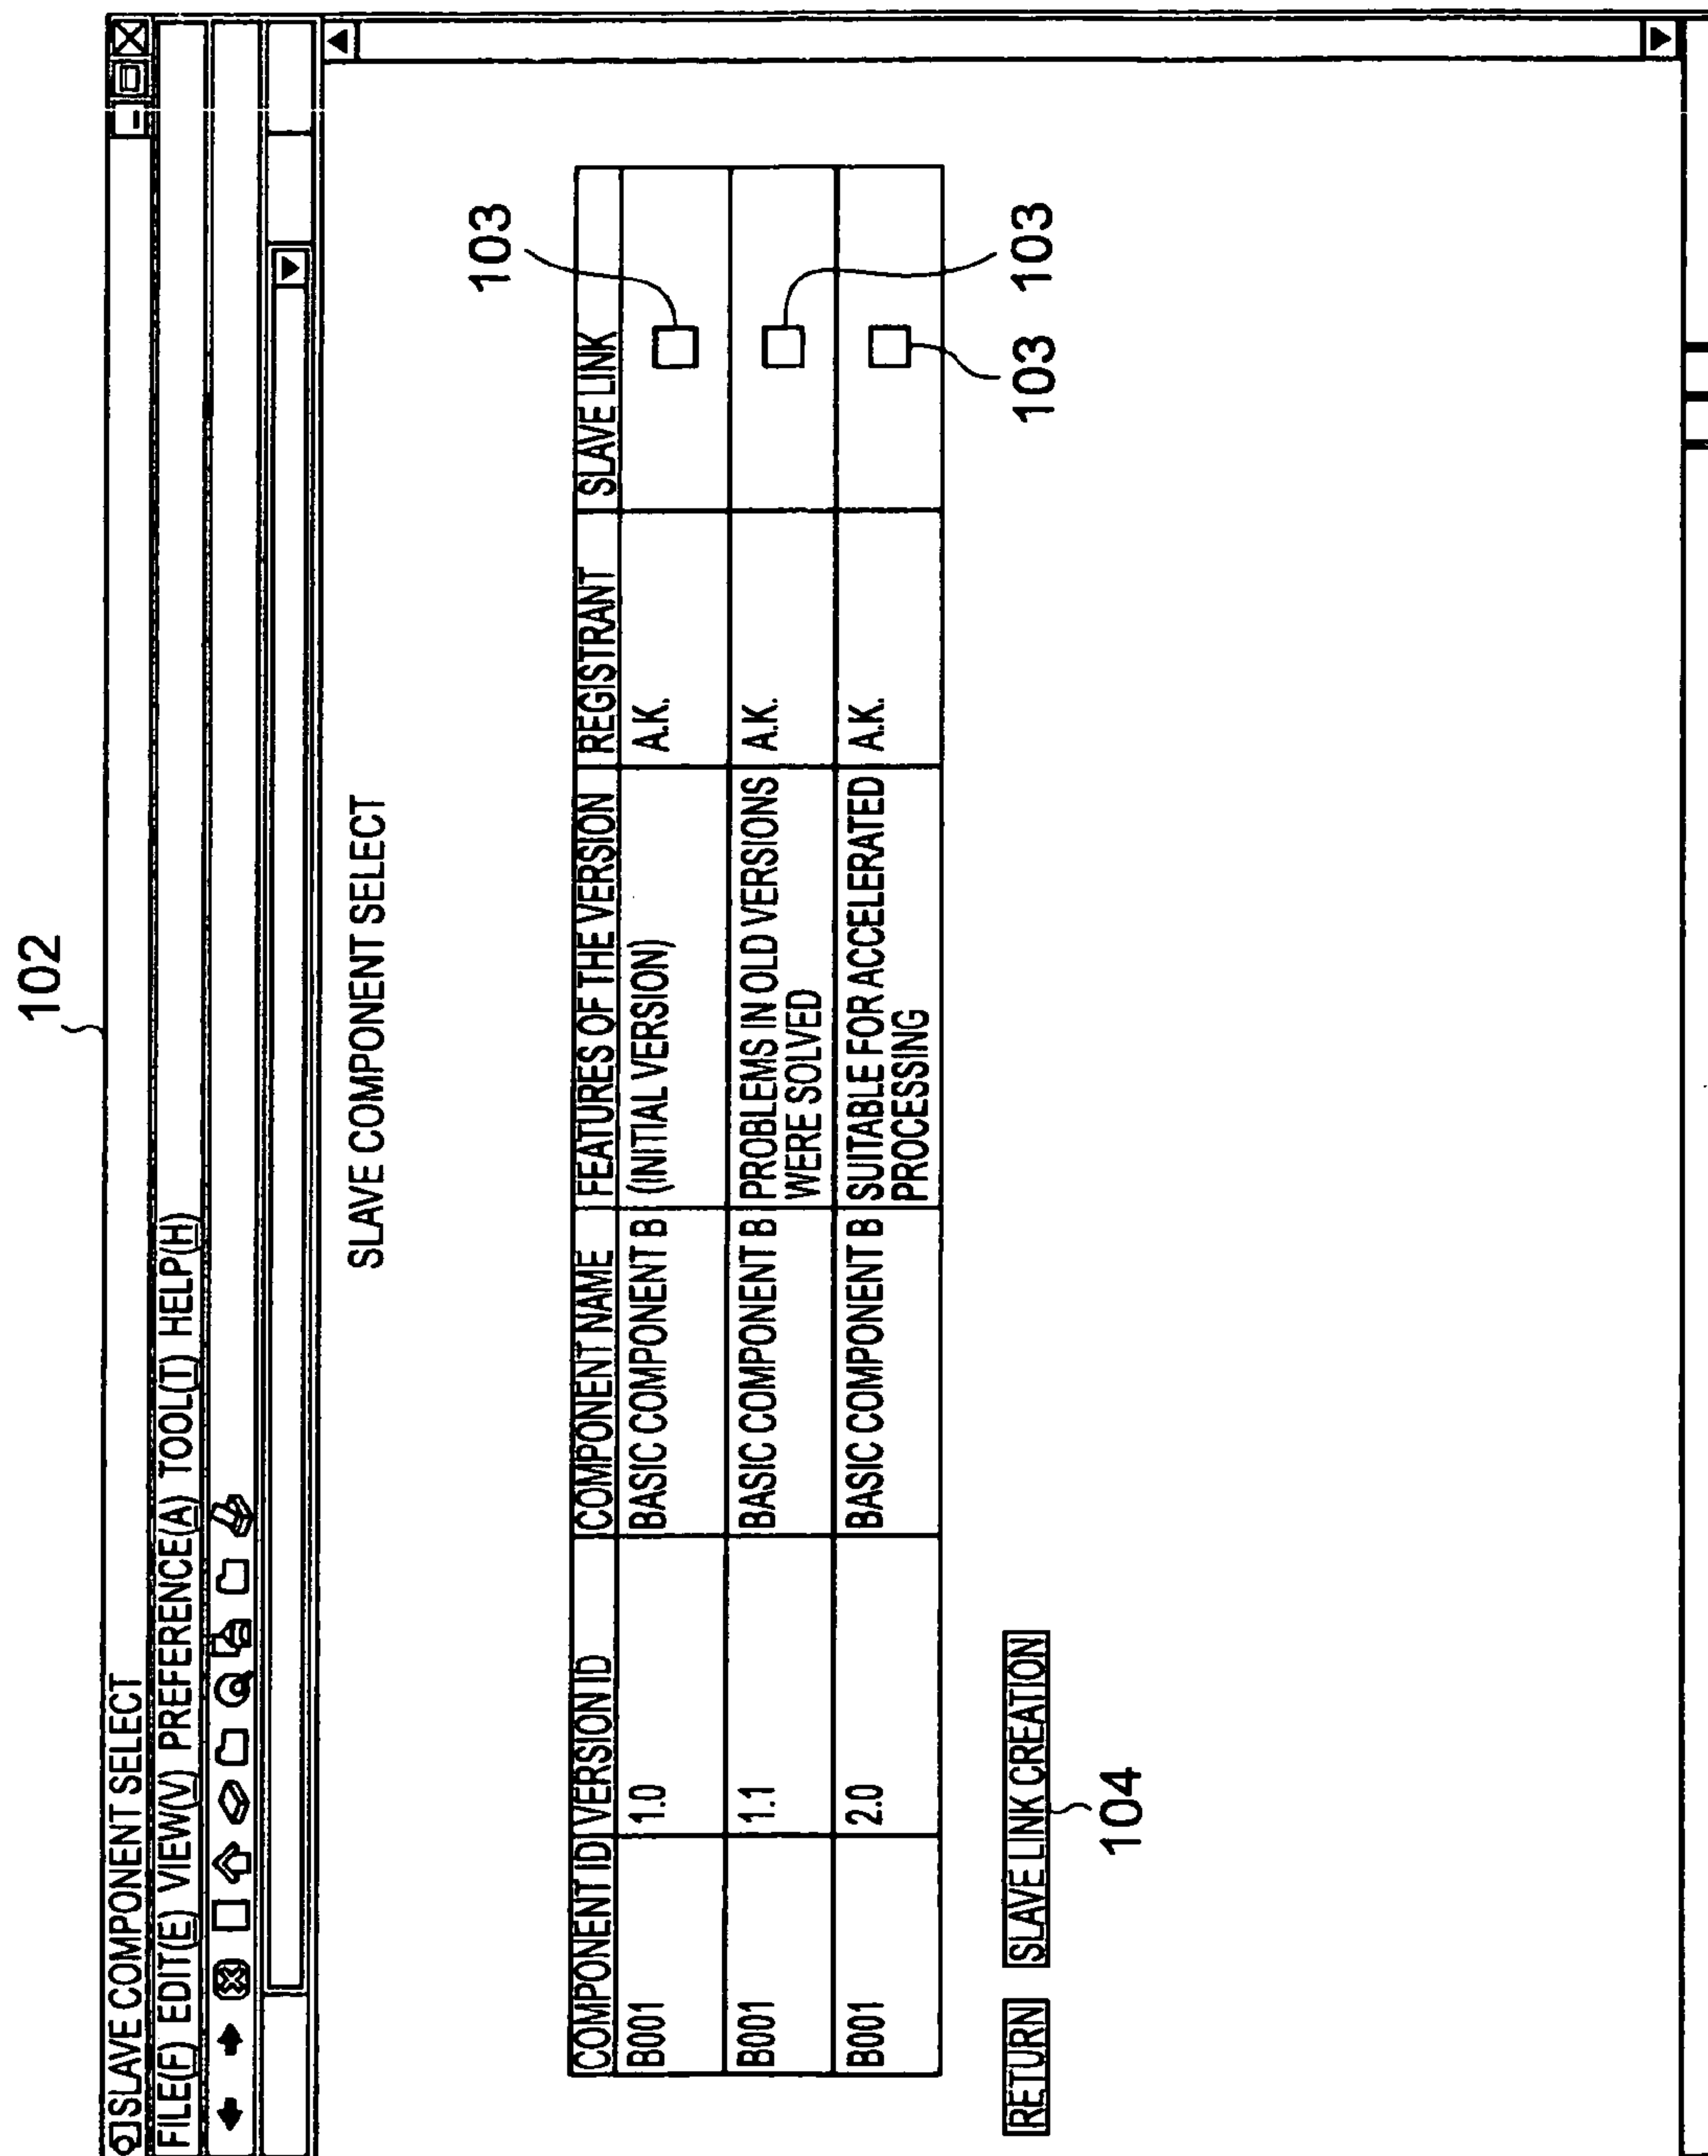 102
SLAVE COMPONENT SELECT
FILE(F) EDIT(E) VIEW(V) PREFERENCE(A) TOOL(T) HELP(H)
SLAVE COMPONENT SELECT
103
COMPONENT ID VERSION ID COMPONENT NAME FEATURES OF THE VERSION REGISTRANT SLAVE LINK
B001 1.0 BASIC COMPONENT B (INITIAL VERSION) A.K.
B001 1.1 BASIC COMPONENT B PROBLEMS IN OLD VERSIONS A.K.
WERE SOLVED
B001 2.0 BASIC COMPONENT B SUITABLE FOR ACCELERATED A.K.
PROCESSING
103 103
RETURN SLAVE LINK CREATION
104